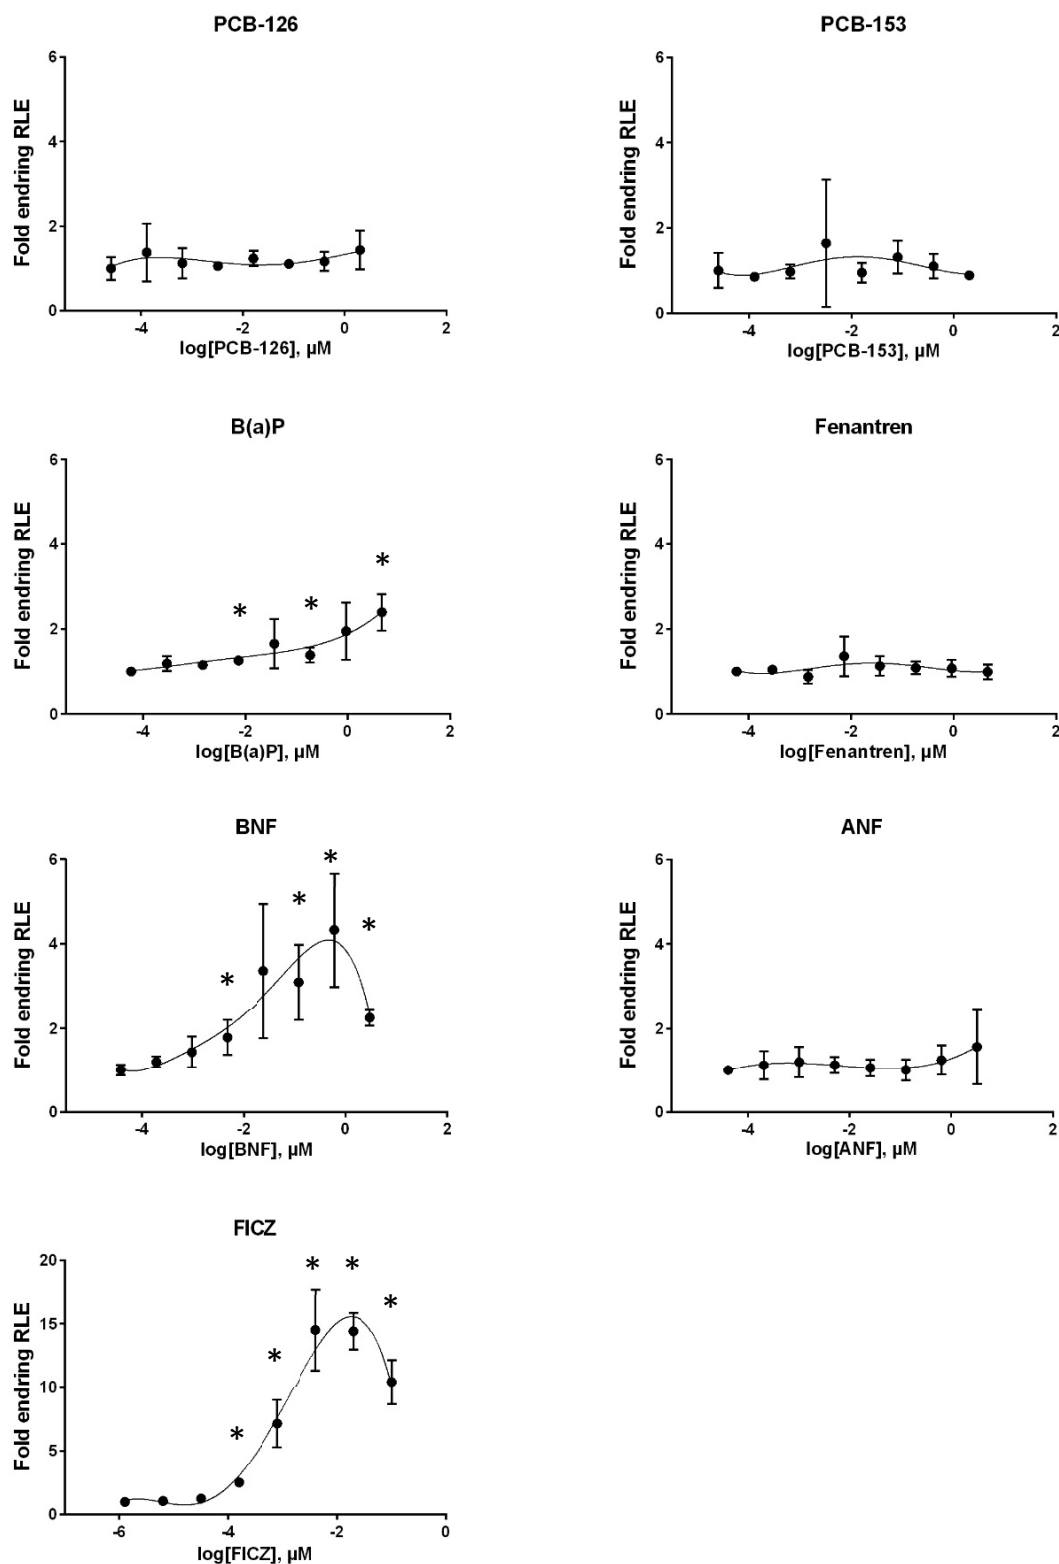 PCB-126
Fold endring RLE
6
4
2
0
-4
-2
0
2
log[PCB-126], µM
PCB-153
Fold endring RLE
6
4
2
0
-4
-2
0
2
log[PCB-153], µM
B(a)P
Fold endring RLE
6
4
2
0
* * *
-4
-2
0
2
log[B(a)P], µM
Fenantren
Fold endring RLE
6
4
2
0
-4
-2
0
2
log[Fenantren], µM
BNF
Fold endring RLE
6
4
2
0
* * * *
-4
-2
0
2
log[BNF], µM
ANF
Fold endring RLE
6
4
2
0
-4
-2
0
2
log[ANF], µM
FICZ
Fold endring RLE
20
15
10
5
0
* * * * *
-6
-4
-2
0
log[FICZ], µM